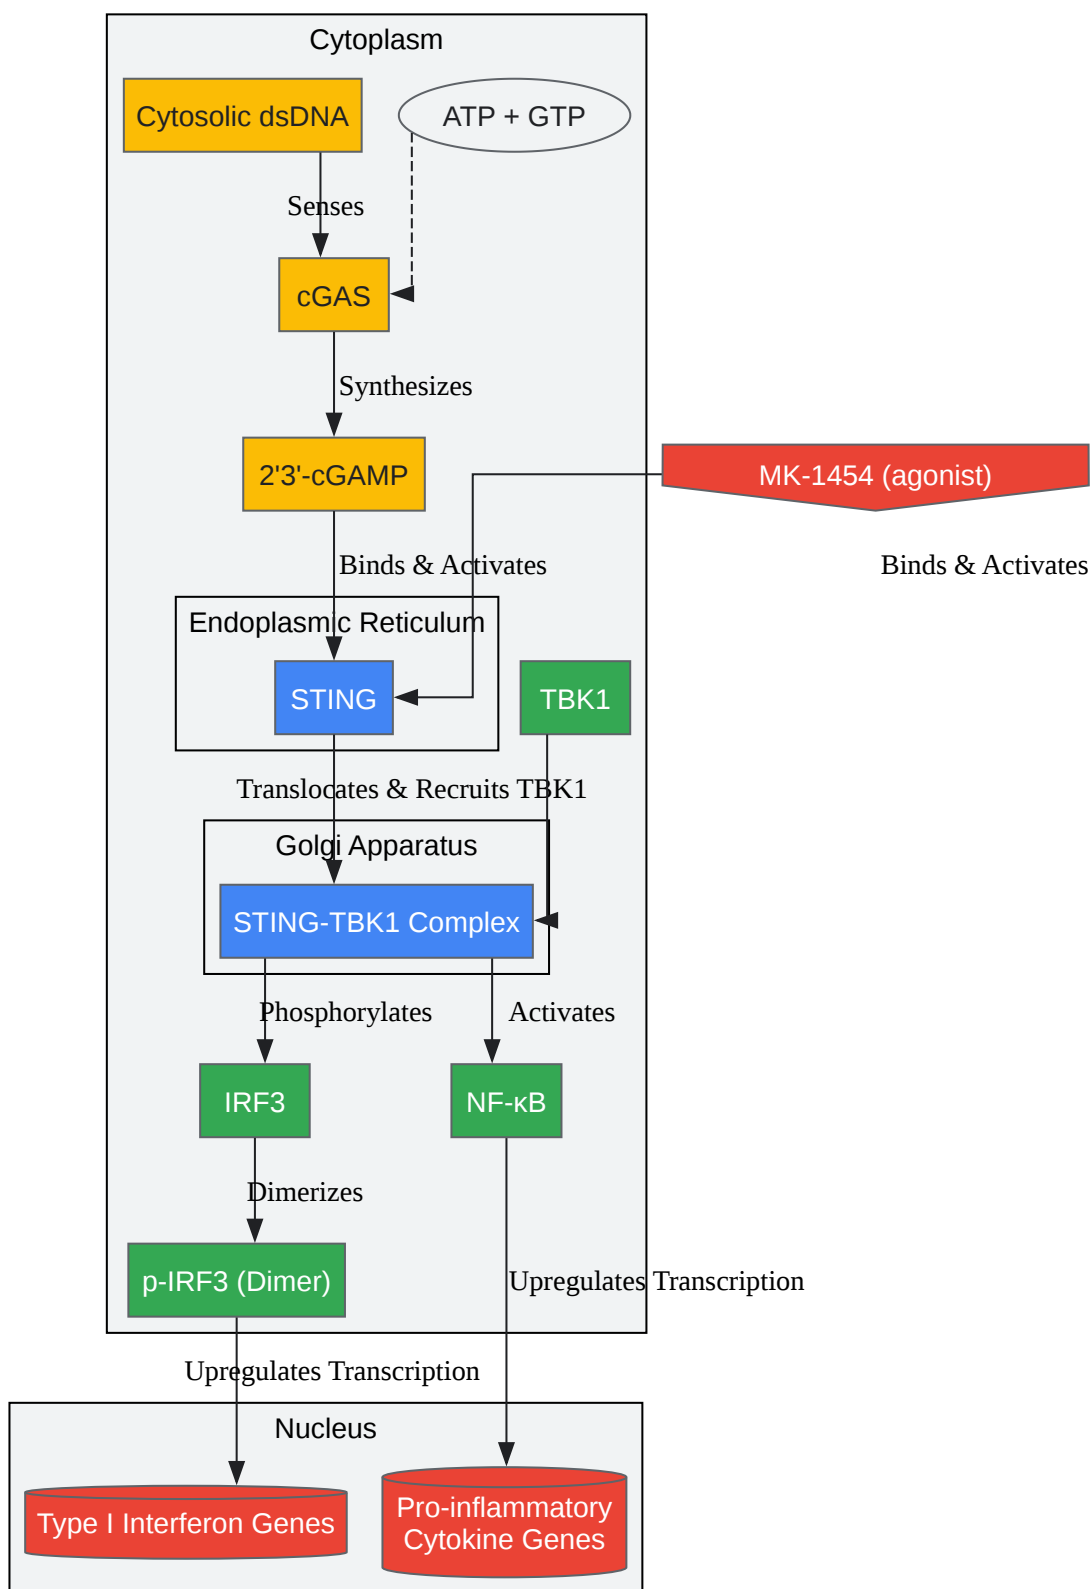 Cytoplasm
Cytosolic dsDNA
ATP + GTP
Senses
cGAS
Synthesizes
2'3'-cGAMP
MK-1454 (agonist)
Binds & Activates
Binds & Activates
Endoplasmic Reticulum
STING
TBK1
Translocates & Recruits TBK1
Golgi Apparatus
STING-TBK1 Complex
Phosphorylates
Activates
IRF3
NF-κB
Dimerizes
p-IRF3 (Dimer)
Upregulates Transcription
Upregulates Transcription
Nucleus
Type I Interferon Genes
Pro-inflammatory
Cytokine Genes